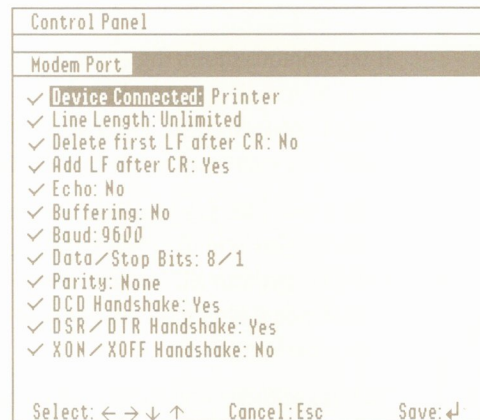 Control Panel
Modem Port
✓ Device Connected: Printer
✓ Line Length: Unlimited
✓ Delete first LF after CR: No
✓ Add LF after CR: Yes
✓ Echo: No
✓ Buffering: No
✓ Baud: 9600
✓ Data/Stop Bits: 8/1
✓ Parity: None
✓ DCD Handshake: Yes
✓ DSR/DTR Handshake: Yes
✓ XON/XOFF Handshake: No
Select: ← → ↓ ↑ Cancel:Esc Save:↵